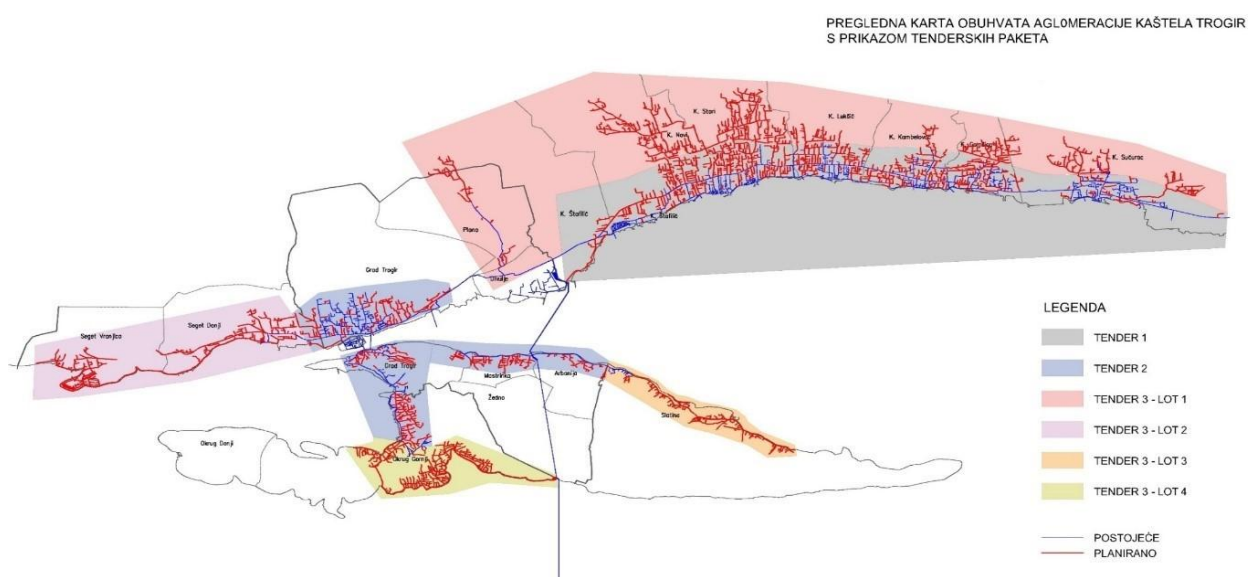 PREGLEDNA KARTA OBUHVATA AGLOMERACIJE KAŠTELA TROGIR
S PRIKAZOM TENDERSKIH PAKETA
K. Stari
K. Novi
K. Lukšić
K. Kambelovac
K. Sućurac
K. Štafilić
K. Štafilić
Plano
Grad Trogir
Seget Donji
Seget Vranjica
Grad Trogir
Mastrinka
Arbanija
Žedno
Slatine
Okrug Donji
Okrug Gornji
LEGENDA
TENDER 1
TENDER 2
TENDER 3 - LOT 1
TENDER 3 - LOT 2
TENDER 3 - LOT 3
TENDER 3 - LOT 4
POSTOJEĆE
PLANIRANO